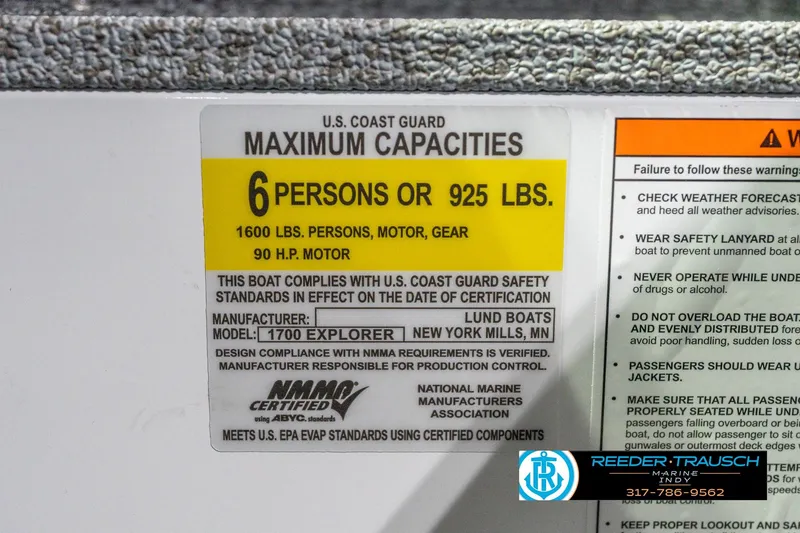 U.S. COAST GUARD
MAXIMUM CAPACITIES
6 PERSONS OR 925 LBS.
1600 LBS. PERSONS, MOTOR, GEAR
90 H.P. MOTOR
THIS BOAT COMPLIES WITH U.S. COAST GUARD SAFETY
STANDARDS IN EFFECT ON THE DATE OF CERTIFICATION
MANUFACTURER: LUND BOATS
MODEL: 1700 EXPLORER NEW YORK MILLS, MN
DESIGN COMPLIANCE WITH NMMA REQUIREMENTS IS VERIFIED.
MANUFACTURER RESPONSIBLE FOR PRODUCTION CONTROL.
NMMA
CERTIFIED
using ABYC. standards
NATIONAL MARINE
MANUFACTURERS
ASSOCIATION
MEETS U.S. EPA EVAP STANDARDS USING CERTIFIED COMPONENTS
Failure to follow these warnings
• CHECK WEATHER FORECAST
and heed all weather advisories.
• WEAR SAFETY LANYARD at
boat to prevent unmanned boat
• NEVER OPERATE WHILE
of drugs or alcohol.
• DO NOT OVERLOAD THE BOAT
AND EVENLY DISTRIBUTED
avoid poor handling, sudden loss
• PASSENGERS SHOULD WEAR
JACKETS.
• MAKE SURE THAT ALL
PROPERLY SEATED WHILE
passengers falling overboard or
boat, do not allow passenger to sit
gunwales or outermost deck edges
REEDER·TRAUSCH
MARINE
INDY
317-786-9562
loss of boat control.
• KEEP PROPER LOOKOUT AND